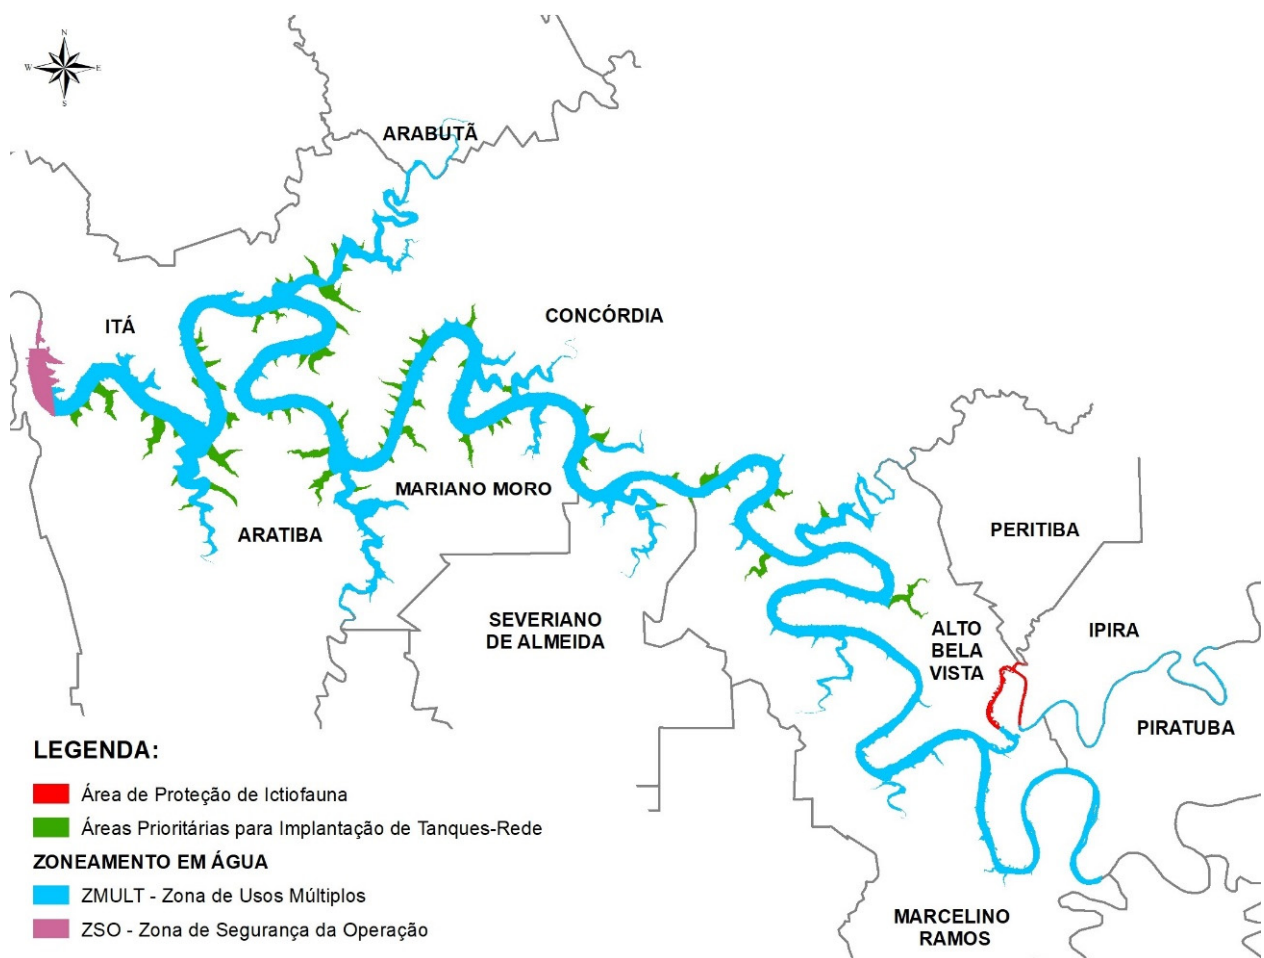 N
W E
S
ARABUTÃ
CONCÓRDIA
ITÁ
MARIANO MORO
ARATIBA
PERITIBA
SEVERIANO
DE ALMEIDA
ALTO
BELA
VISTA
IPIRA
PIRATUBA
MARCELINO
RAMOS
LEGENDA:
Área de Proteção de Ictiofauna
Áreas Prioritárias para Implantação de Tanques-Rede
ZONEAMENTO EM ÁGUA
ZMULT - Zona de Usos Múltiplos
ZSO - Zona de Segurança da Operação